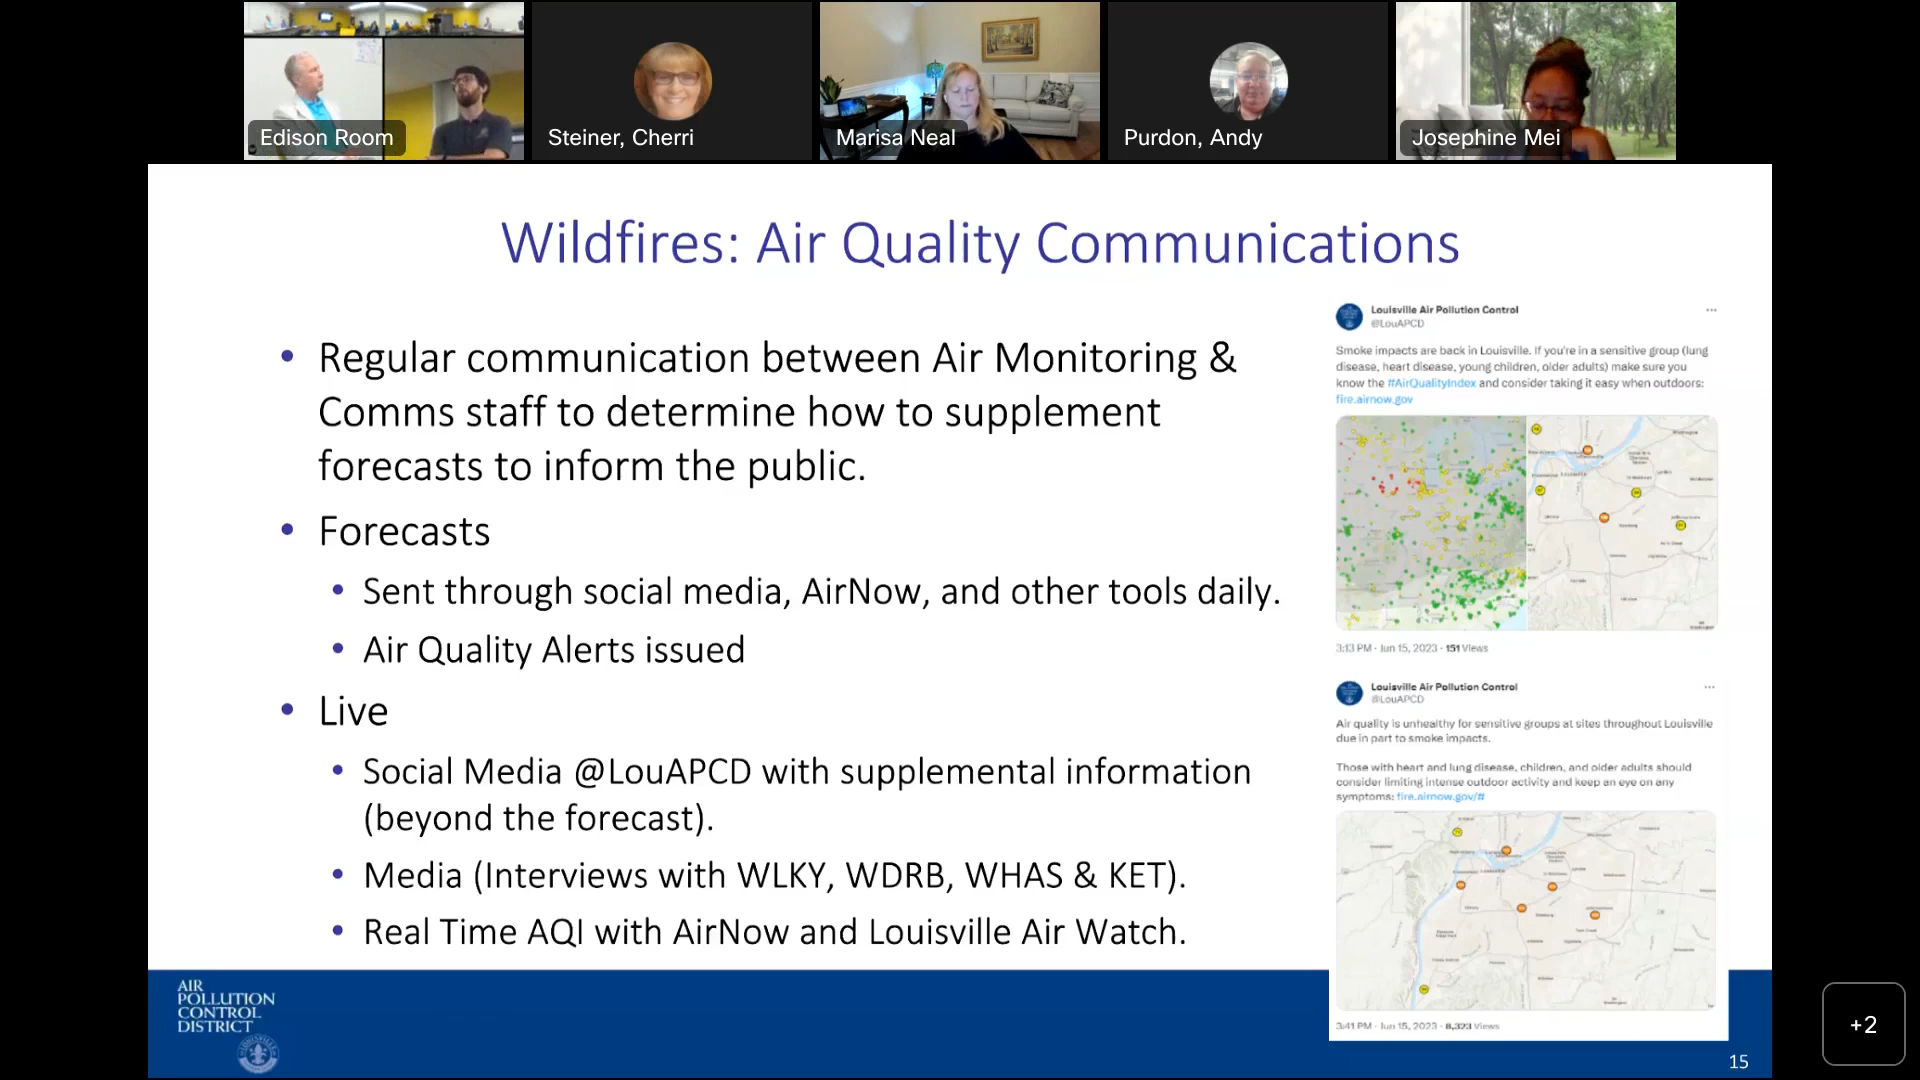 Edison Room
Steiner, Cherri
Marisa Neal
Purdon, Andy
Josephine Mei
Wildfires: Air Quality Communications
• Regular communication between Air Monitoring &
Comms staff to determine how to supplement
forecasts to inform the public.
• Forecasts
• Sent through social media, AirNow, and other tools daily.
• Air Quality Alerts issued
• Live
• Social Media @LouAPCD with supplemental information
(beyond the forecast).
• Media (Interviews with WLKY, WDRB, WHAS & KET).
• Real Time AQI with AirNow and Louisville Air Watch.
Louisville Air Pollution Control
@LouAPCD
Smoke impacts are back in Louisville. If you're in a sensitive group (lung
disease, heart disease, young children, older adults) make sure you
know the #AirQualityIndex and consider taking it easy when outdoors:
fire.airnow.gov
3:13 PM · Jun 15, 2023 · 151 Views
Louisville Air Pollution Control
@LouAPCD
Air quality is unhealthy for sensitive groups at sites throughout Louisville
due in part to smoke impacts.
Those with heart and lung disease, children, and older adults should
consider limiting intense outdoor activity and keep an eye on any
symptoms: fire.airnow.gov/#
3:41 PM · Jun 15, 2023 · 8,323 Views
AIR
POLLUTION
CONTROL
DISTRICT
15
+2